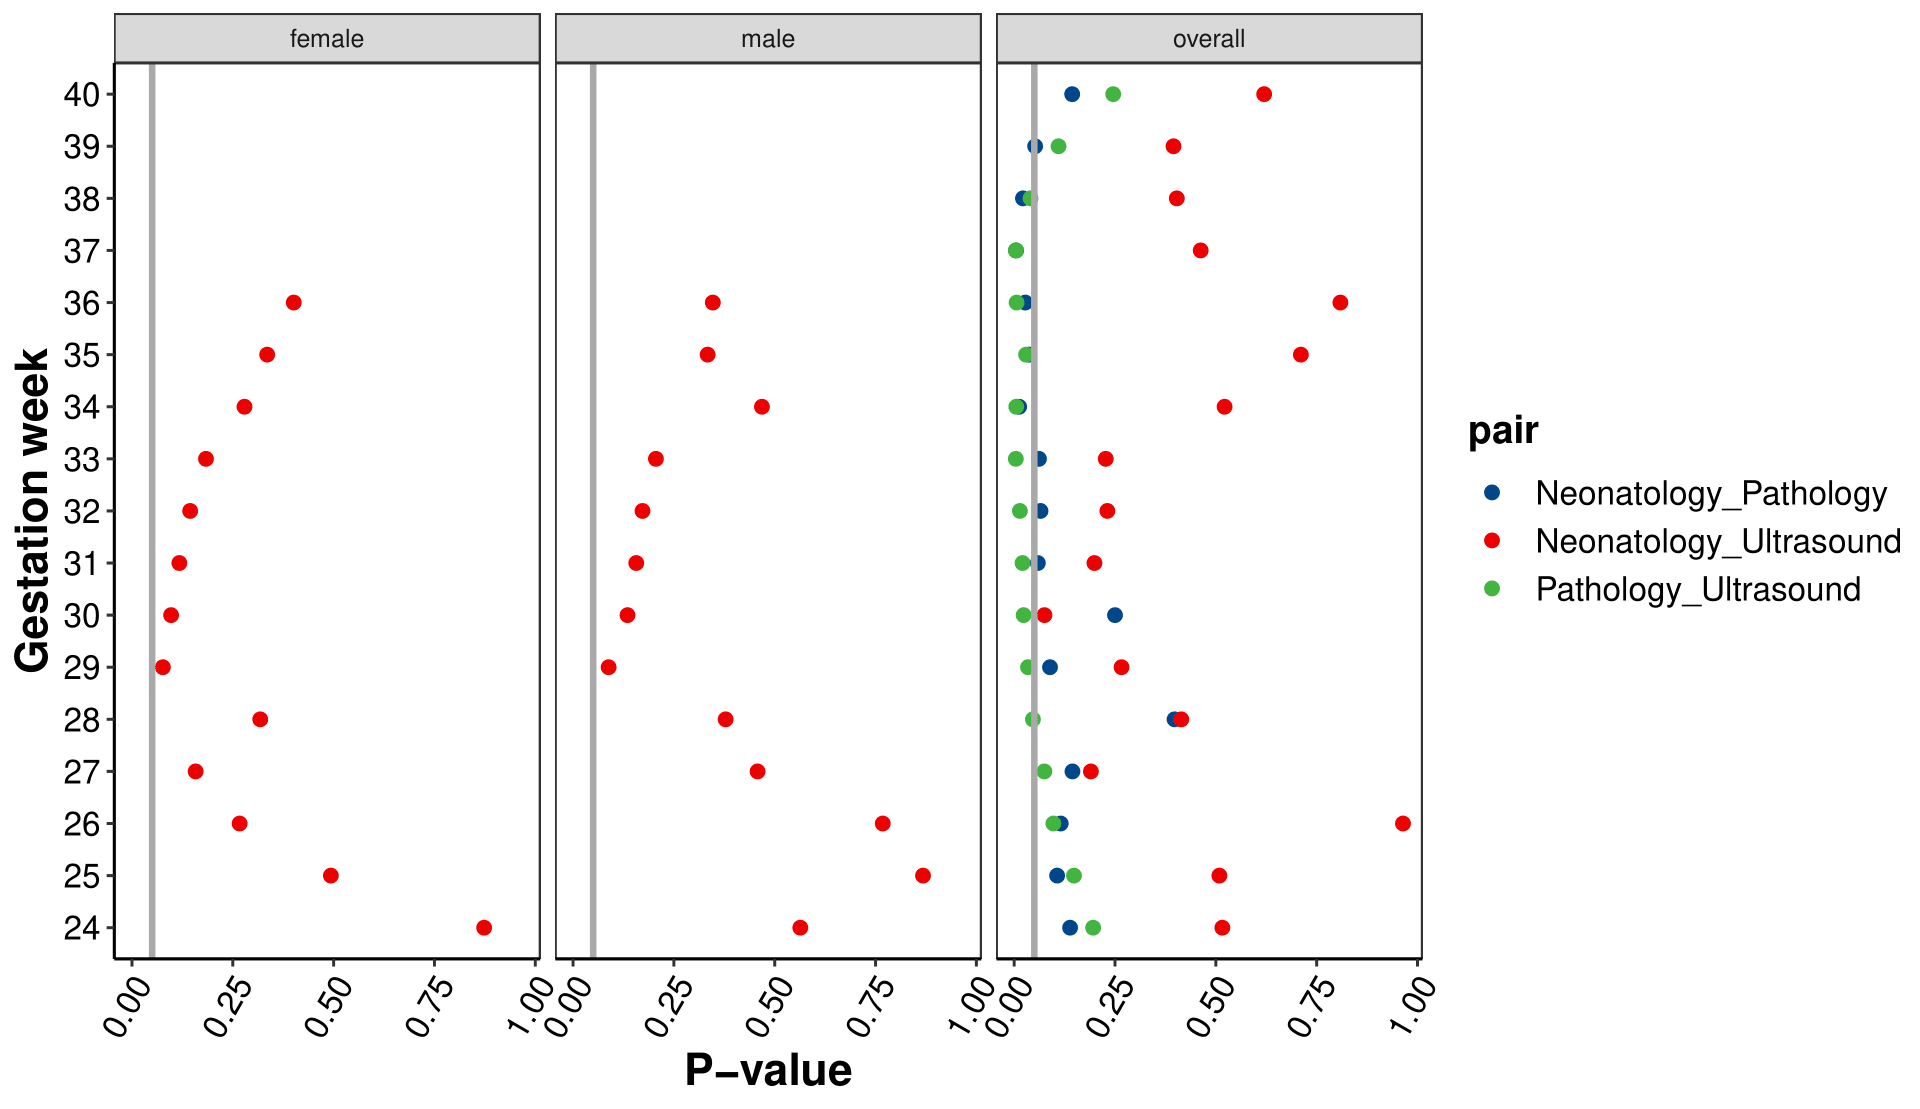 female
male
overall
40
39
38
37
36
35
34
33
32
31
30
29
28
27
26
25
24
Gestation week
0.00 0.25 0.50 0.75 1.00
0.00 0.25 0.50 0.75 1.00
0.00 0.25 0.50 0.75 1.00
P−value
pair
Neonatology_Pathology
Neonatology_Ultrasound
Pathology_Ultrasound